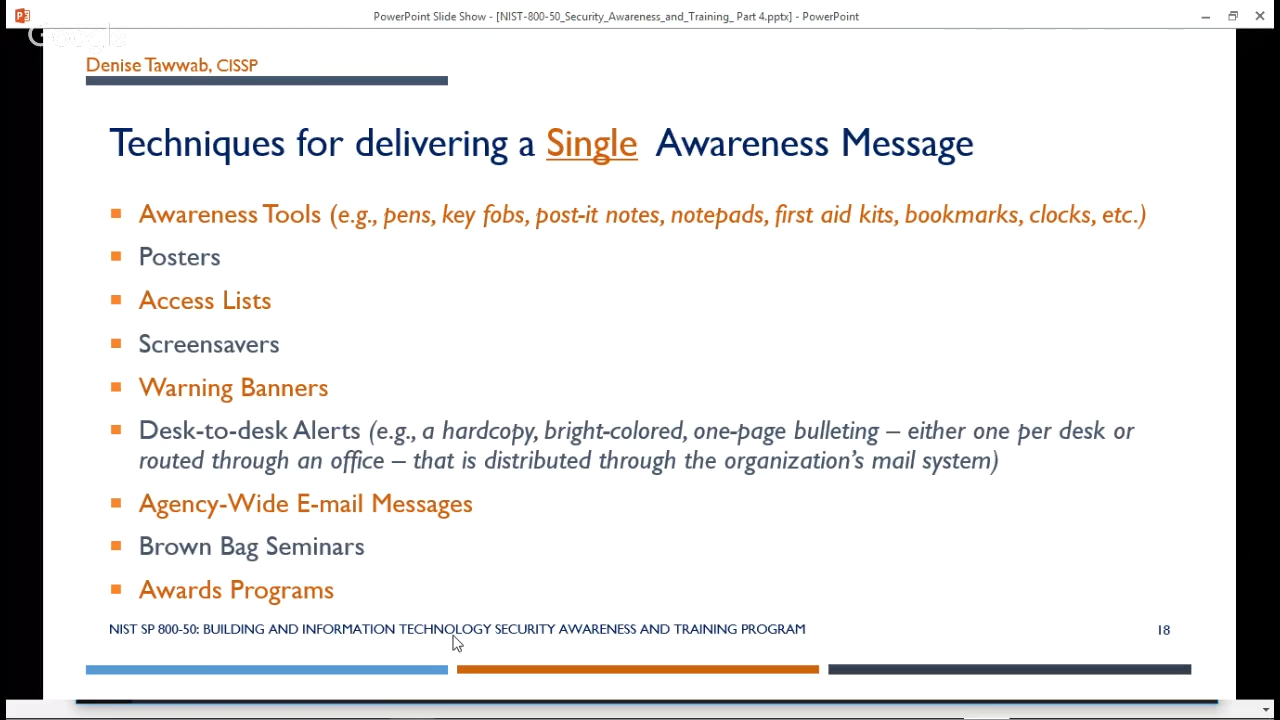 PowerPoint Slide Show - [NIST-800-50_Security_Awareness_and_Training_ Part 4.pptx] - PowerPoint
Google
Denise Tawwab, CISSP
Techniques for delivering a Single Awareness Message
Awareness Tools (e.g., pens, key fobs, post-it notes, notepads, first aid kits, bookmarks, clocks, etc.)
Posters
Access Lists
Screensavers
Warning Banners
Desk-to-desk Alerts (e.g., a hardcopy, bright-colored, one-page bulleting – either one per desk or
routed through an office – that is distributed through the organization's mail system)
Agency-Wide E-mail Messages
Brown Bag Seminars
Awards Programs
NIST SP 800-50: BUILDING AND INFORMATION TECHNOLOGY SECURITY AWARENESS AND TRAINING PROGRAM
18